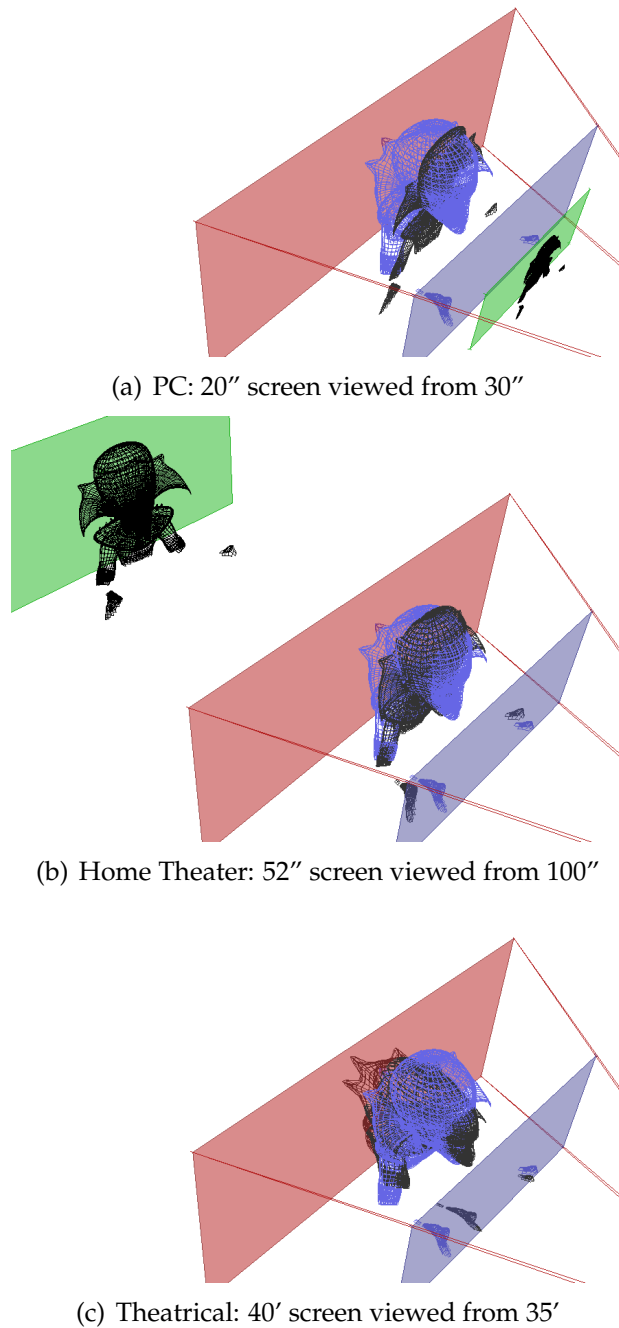 (a) PC: 20″ screen viewed from 30″
(b) Home Theater: 52″ screen viewed from 100″
(c) Theatrical: 40′ screen viewed from 35′